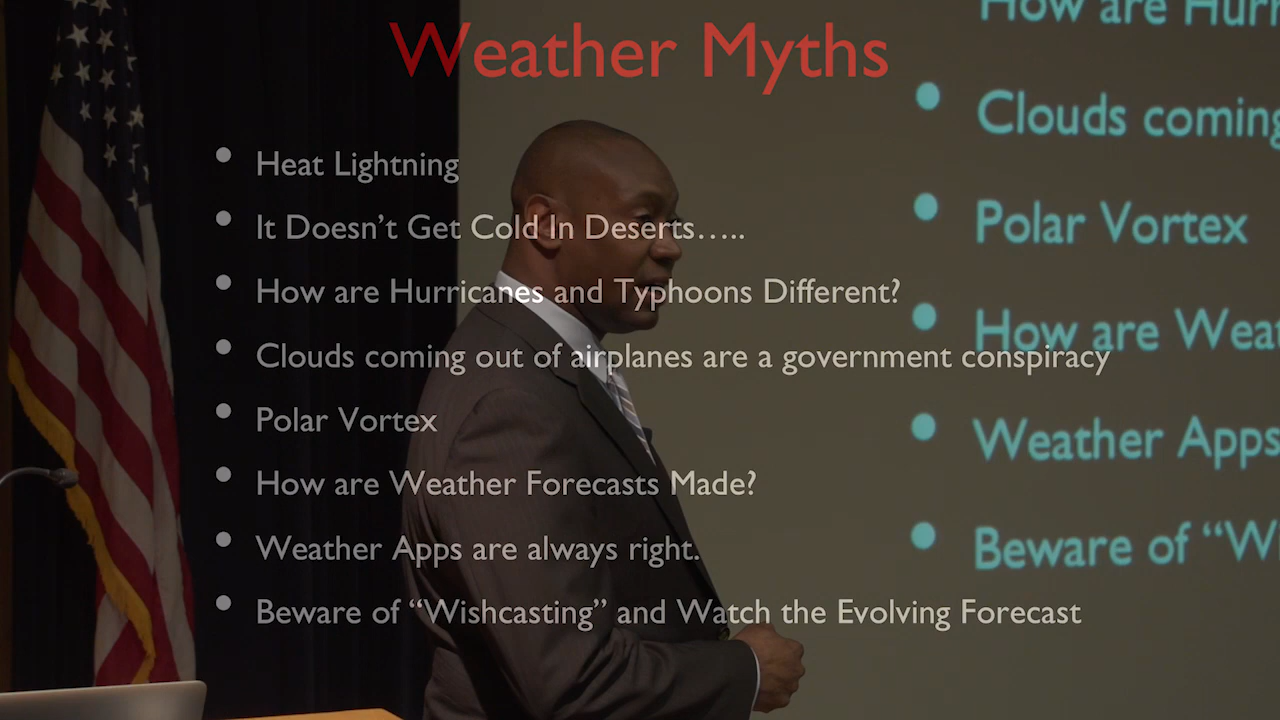 Weather Myths
Heat Lightning
It Doesn't Get Cold In Deserts…..
How are Hurricanes and Typhoons Different?
Clouds coming out of airplanes are a government conspiracy
Polar Vortex
How are Weather Forecasts Made?
Weather Apps are always right.
Beware of “Wishcasting” and Watch the Evolving Forecast
How are Hurr
Clouds coming
Polar Vortex
How are Wea
Weather Apps
Beware of “W